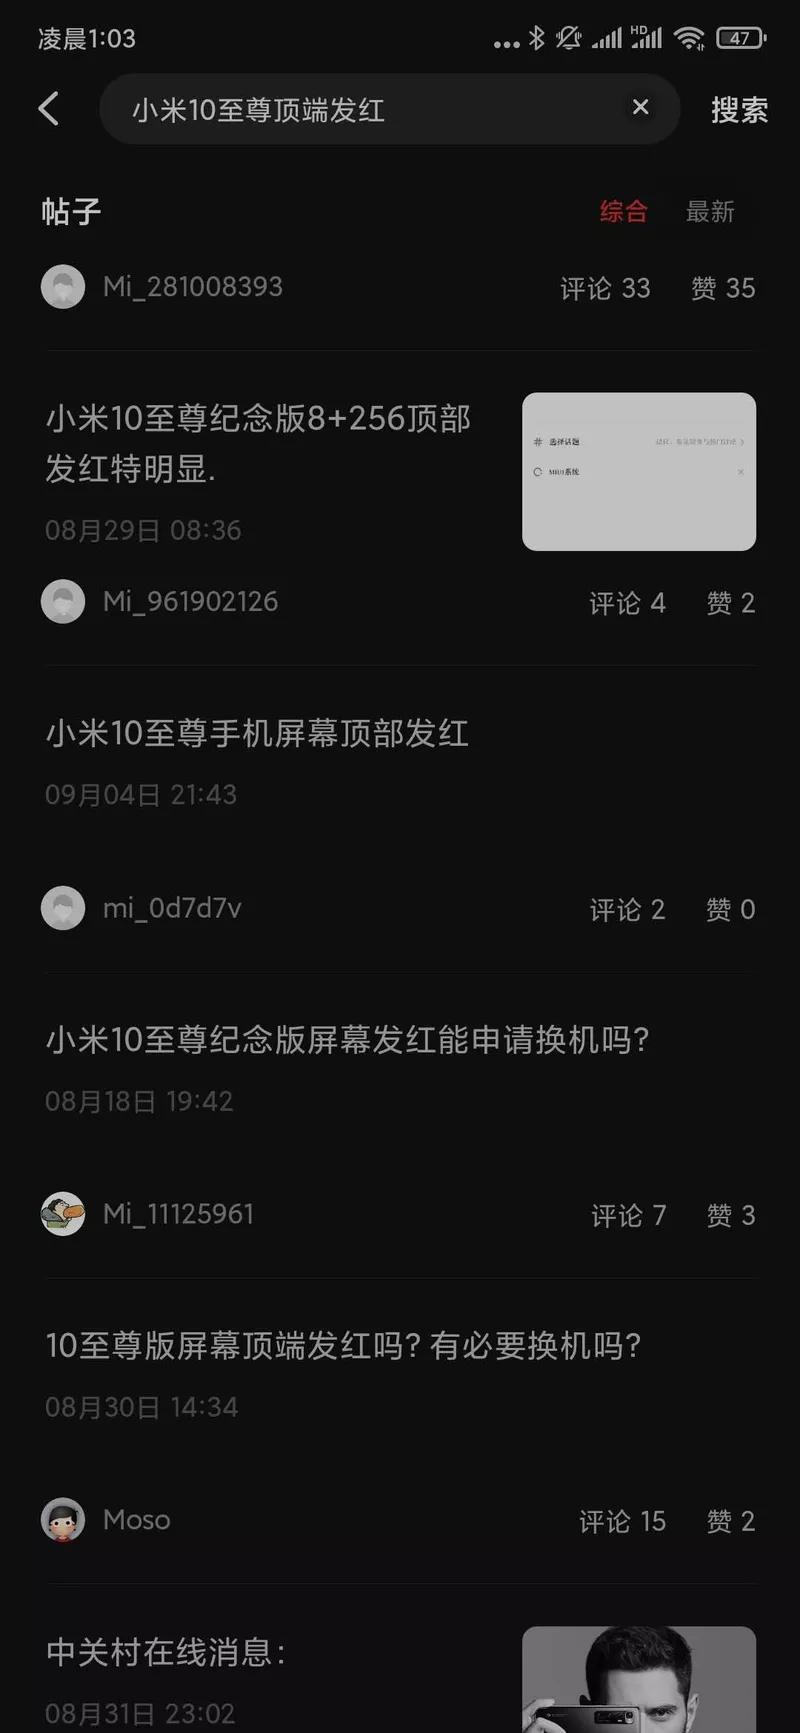 凌晨1:03
HD
47
小米10至尊顶端发红
搜索
帖子
综合
最新
Mi_281008393
评论 33
赞 35
小米10至尊纪念版8+256顶部
发红特明显.
# 选择话题
MIUI系统
08月29日 08:36
Mi_961902126
评论 4
赞 2
小米10至尊手机屏幕顶部发红
09月04日 21:43
mi_0d7d7v
评论 2
赞 0
小米10至尊纪念版屏幕发红能申请换机吗?
08月18日 19:42
Mi_11125961
评论 7
赞 3
10至尊版屏幕顶端发红吗? 有必要换机吗?
08月30日 14:34
Moso
评论 15
赞 2
中关村在线消息:
08月31日 23:02